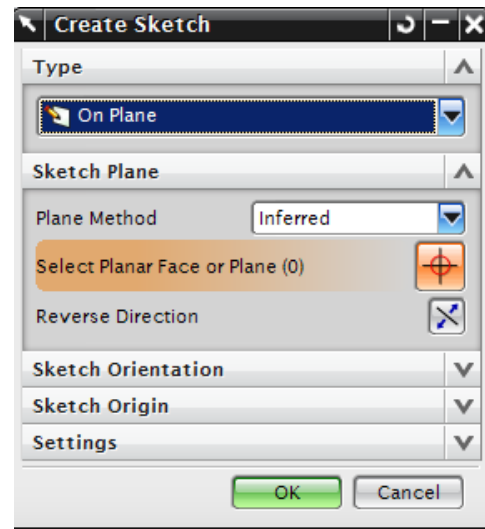 Create Sketch
Type
On Plane
Sketch Plane
Plane Method Inferred
Select Planar Face or Plane (0)
Reverse Direction
Sketch Orientation
Sketch Origin
Settings
OK Cancel